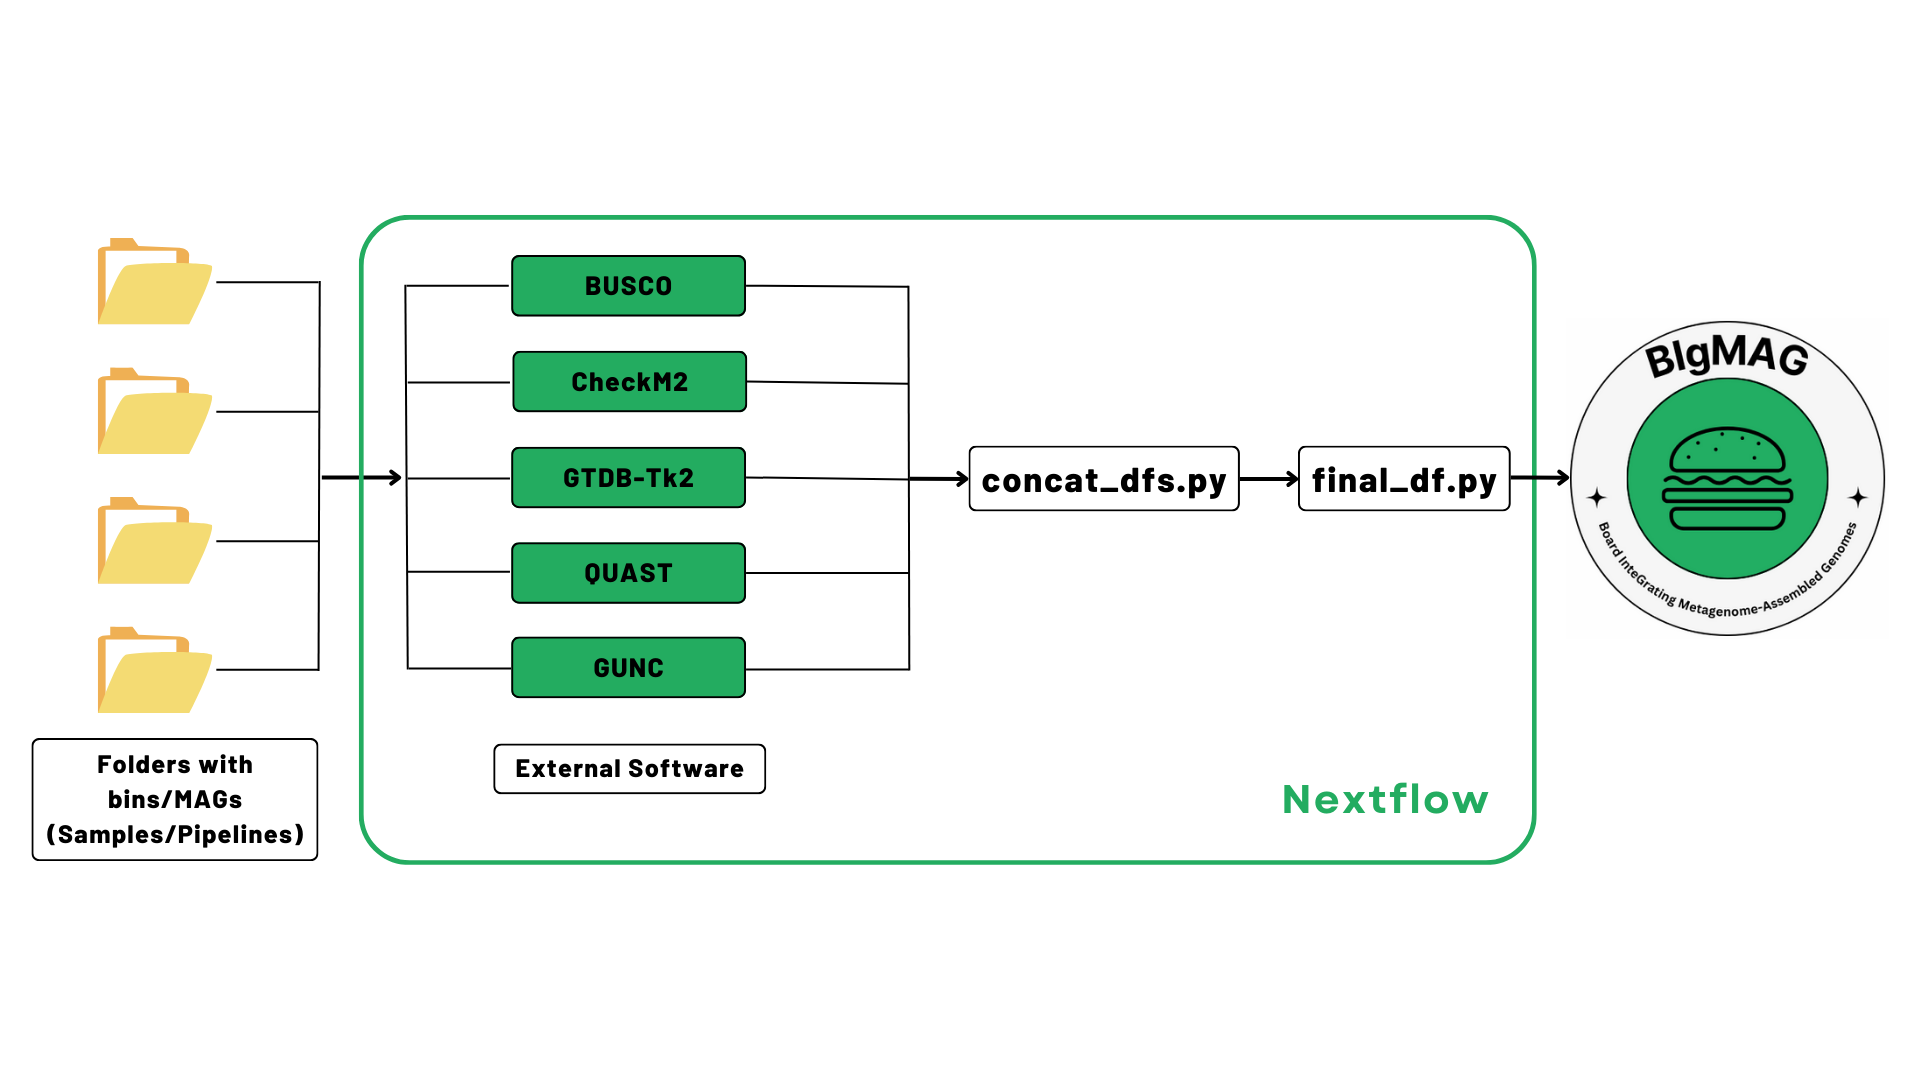 BUSCO
CheckM2
GTDB-Tk2
QUAST
GUNC
External Software
Folders with
bins/MAGs
(Samples/Pipelines)
concat_dfs.py
final_df.py
Nextflow
BIgMAG
Board InteGrating Metagenome-Assembled Genomes